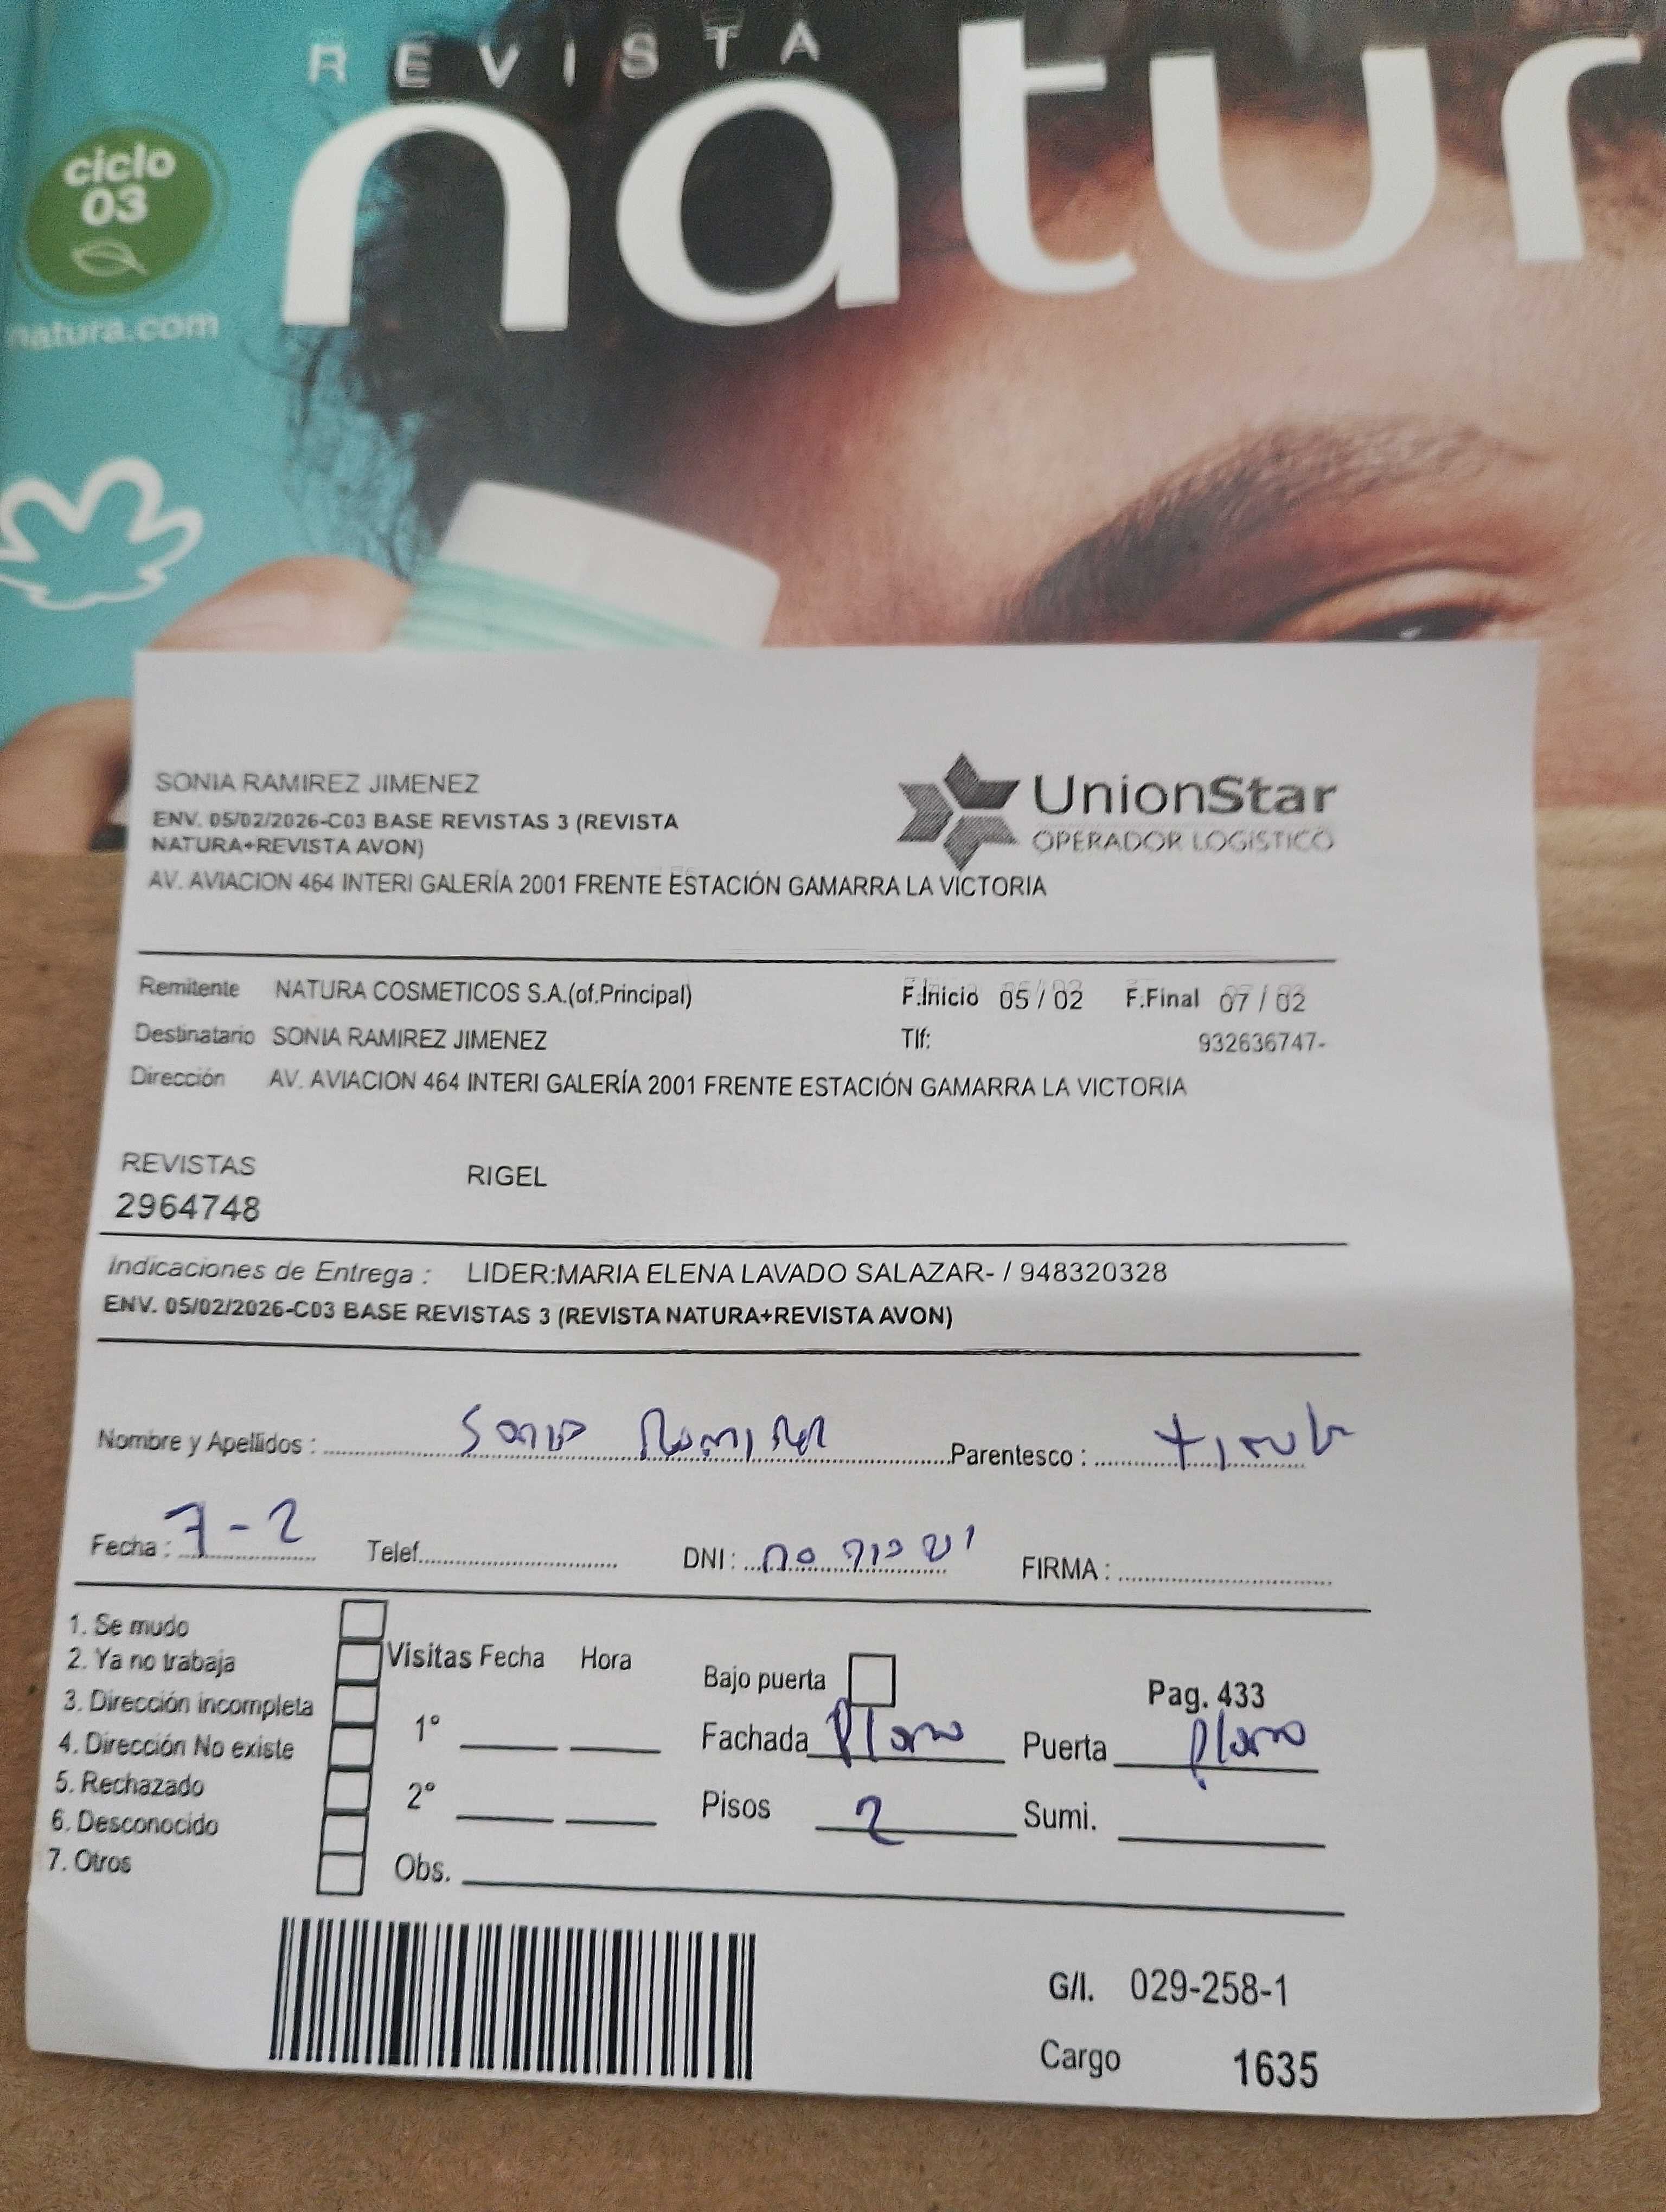 REVISTA
natur
ciclo
03
natura.com
SONIA RAMIREZ JIMENEZ
ENV. 05/02/2026-C03 BASE REVISTAS 3 (REVISTA
NATURA+REVISTA AVON)
AV. AVIACION 464 INTERI GALERÍA 2001 FRENTE ESTACIÓN GAMARRA LA VICTORIA
UnionStar
OPERADOR LOGISTICO
Remitente NATURA COSMETICOS S.A.(of.Principal) F.Inicio 05 / 02 F.Final 07 / 02
Destinatario SONIA RAMIREZ JIMENEZ Tlf: 932636747-
Dirección AV. AVIACION 464 INTERI GALERÍA 2001 FRENTE ESTACIÓN GAMARRA LA VICTORIA
REVISTAS RIGEL
2964748
Indicaciones de Entrega : LIDER:MARIA ELENA LAVADO SALAZAR- / 948320328
ENV. 05/02/2026-C03 BASE REVISTAS 3 (REVISTA NATURA+REVISTA AVON)
Nombre y Apellidos : Sonia Ramirez Parentesco :
Fecha : 7-2 Telef. DNI : no FIRMA :
1. Se mudo
2. Ya no trabaja
3. Dirección incompleta
4. Dirección No existe
5. Rechazado
6. Desconocido
7. Otros
Visitas Fecha Hora
1°
2°
Obs.
Bajo puerta
Pag. 433
Fachada Plomo Puerta Plomo
Pisos 2 Sumi.
G/I. 029-258-1
Cargo 1635